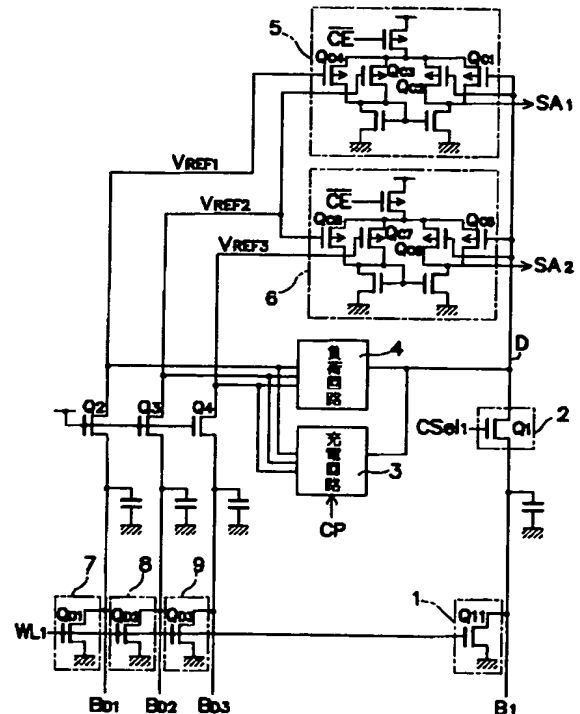 5
C̅E̅
QC4
QC3
QC2
QC1
SA1
VREF1
VREF2
VREF3
C̅E̅
QC8
QC7
QC6
QC5
SA2
6
4
負荷回路
D
Q2
Q3
Q4
CSel1
Q1
2
充電回路
3
CP
7
8
9
1
WL1
QD1
QD2
QD3
Q11
BD1
BD2
BD3
B1